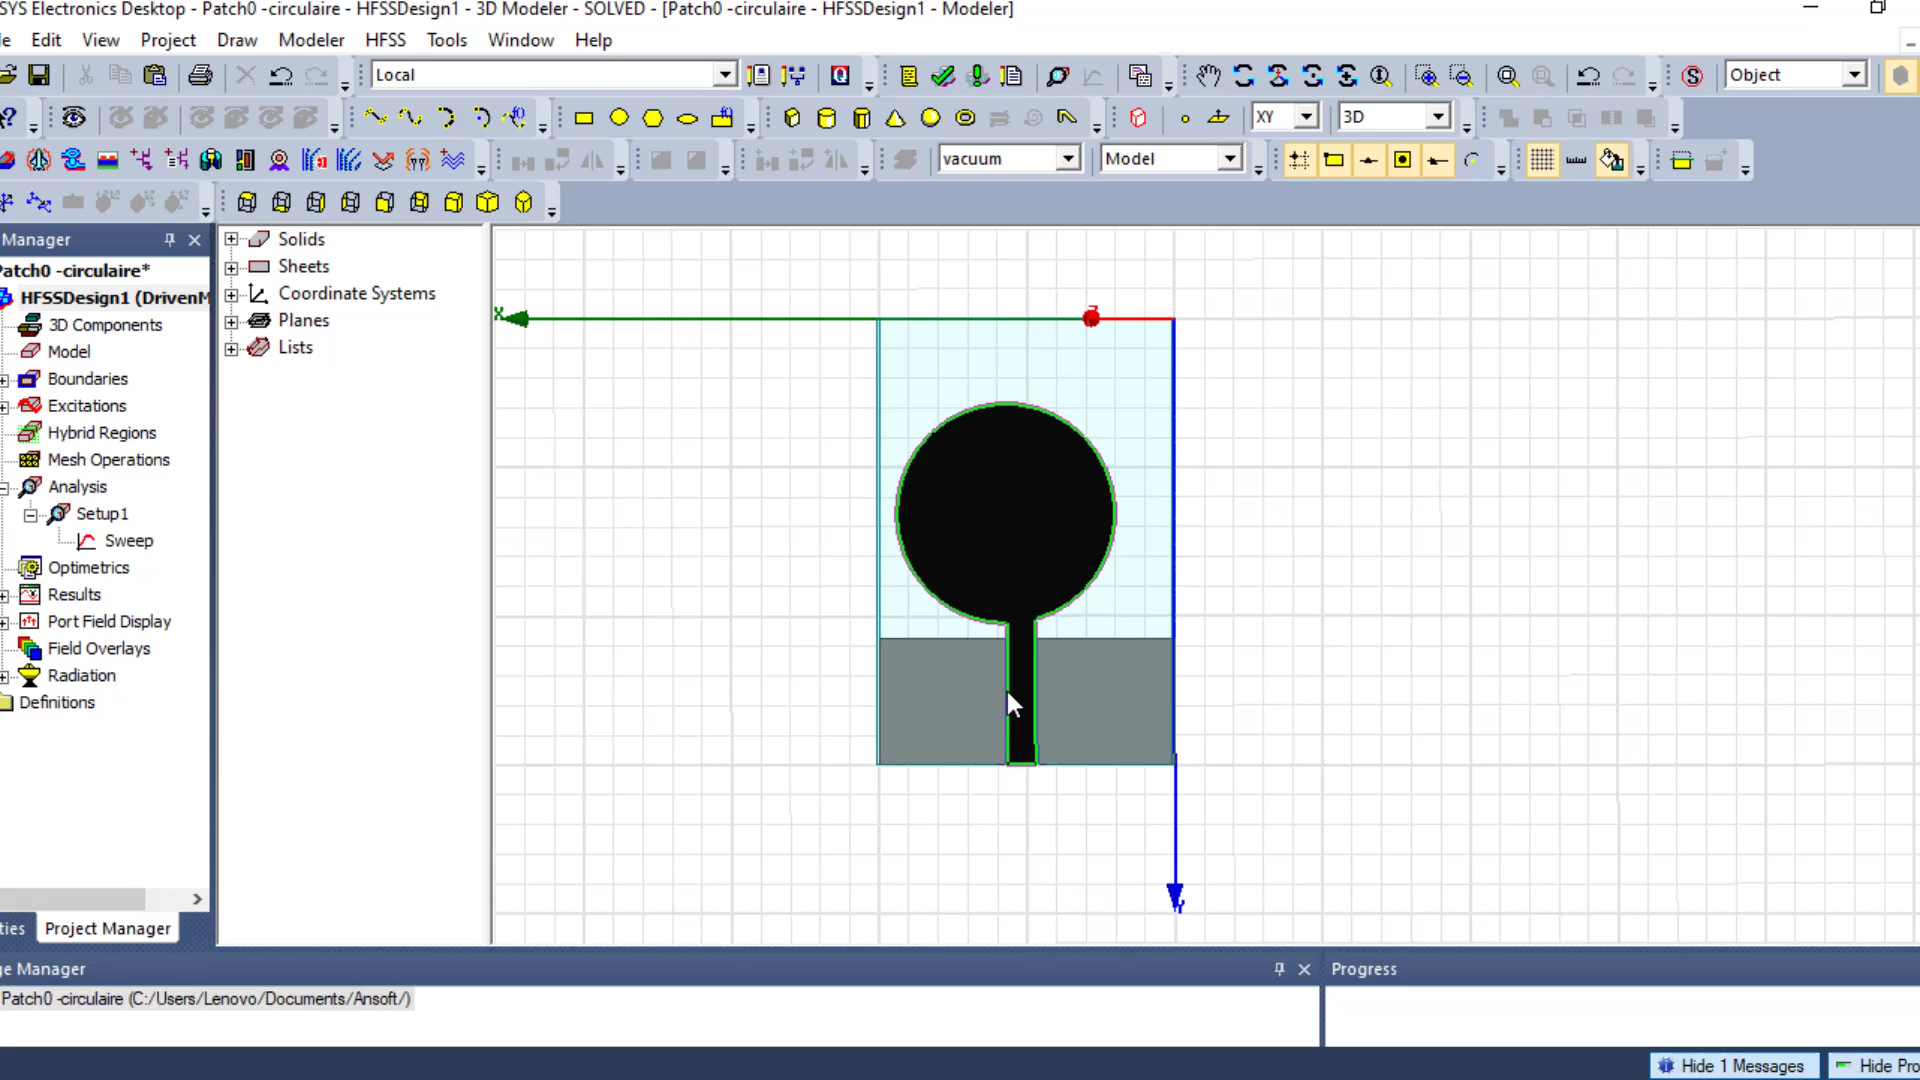 SYS Electronics Desktop - Patch0 -circulaire - HFSSDesign1 - 3D Modeler - SOLVED - [Patch0 -circulaire - HFSSDesign1 - Modeler]
le Edit View Project Draw Modeler HFSS Tools Window Help
Local
Object
XY
3D
vacuum
Model
Manager
Patch0 -circulaire*
HFSSDesign1 (DrivenM
3D Components
Model
Boundaries
Excitations
Hybrid Regions
Mesh Operations
Analysis
Setup1
Sweep
Optimetrics
Results
Port Field Display
Field Overlays
Radiation
Definitions
ties
Project Manager
Solids
Sheets
Coordinate Systems
Planes
Lists
X
Z
Y
ge Manager
Patch0 -circulaire (C:/Users/Lenovo/Documents/Ansoft/)
Progress
Hide 1 Messages
Hide Pro